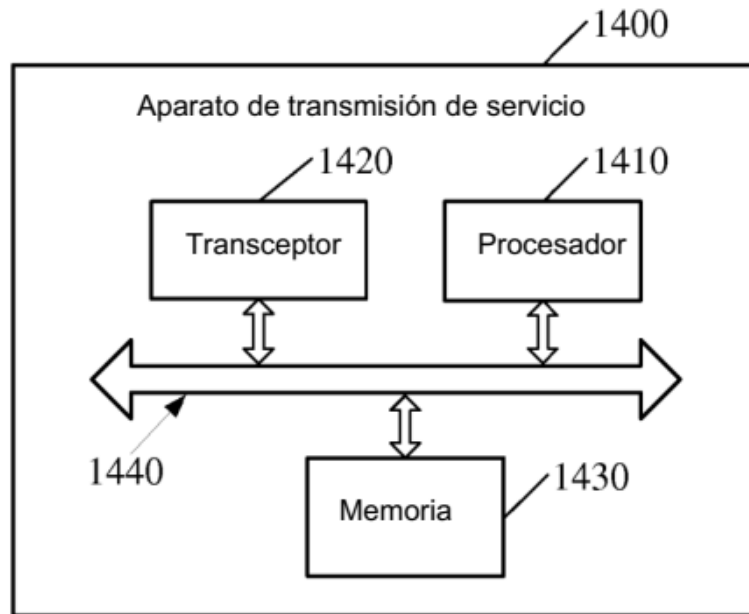 1400
Aparato de transmisión de servicio
1420
1410
Transceptor
Procesador
1440
1430
Memoria